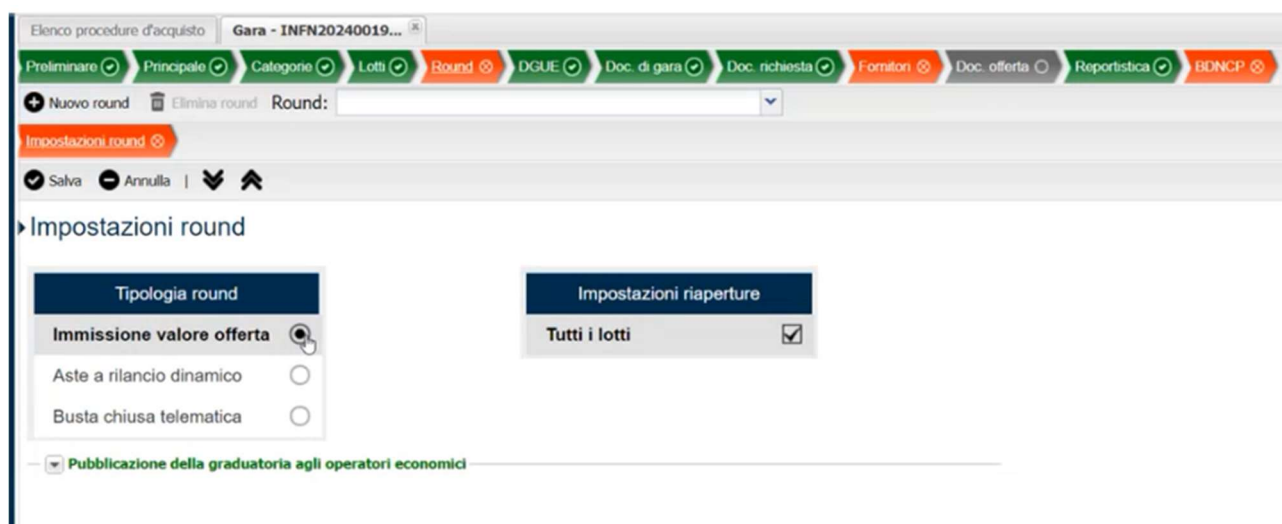 Elenco procedure d'acquisto Gara - INFN20240019...
Preliminare Principale Categorie Lotti Round DGUE Doc. di gara Doc. richiesta Fornitori Doc. offerta Reportistica BDNCP
Nuovo round Elimina round Round:
Impostazioni round
Salva Annulla |
Impostazioni round
Tipologia round Impostazioni riaperture
Immissione valore offerta Tutti i lotti
Aste a rilancio dinamico
Busta chiusa telematica
Pubblicazione della graduatoria agli operatori economici